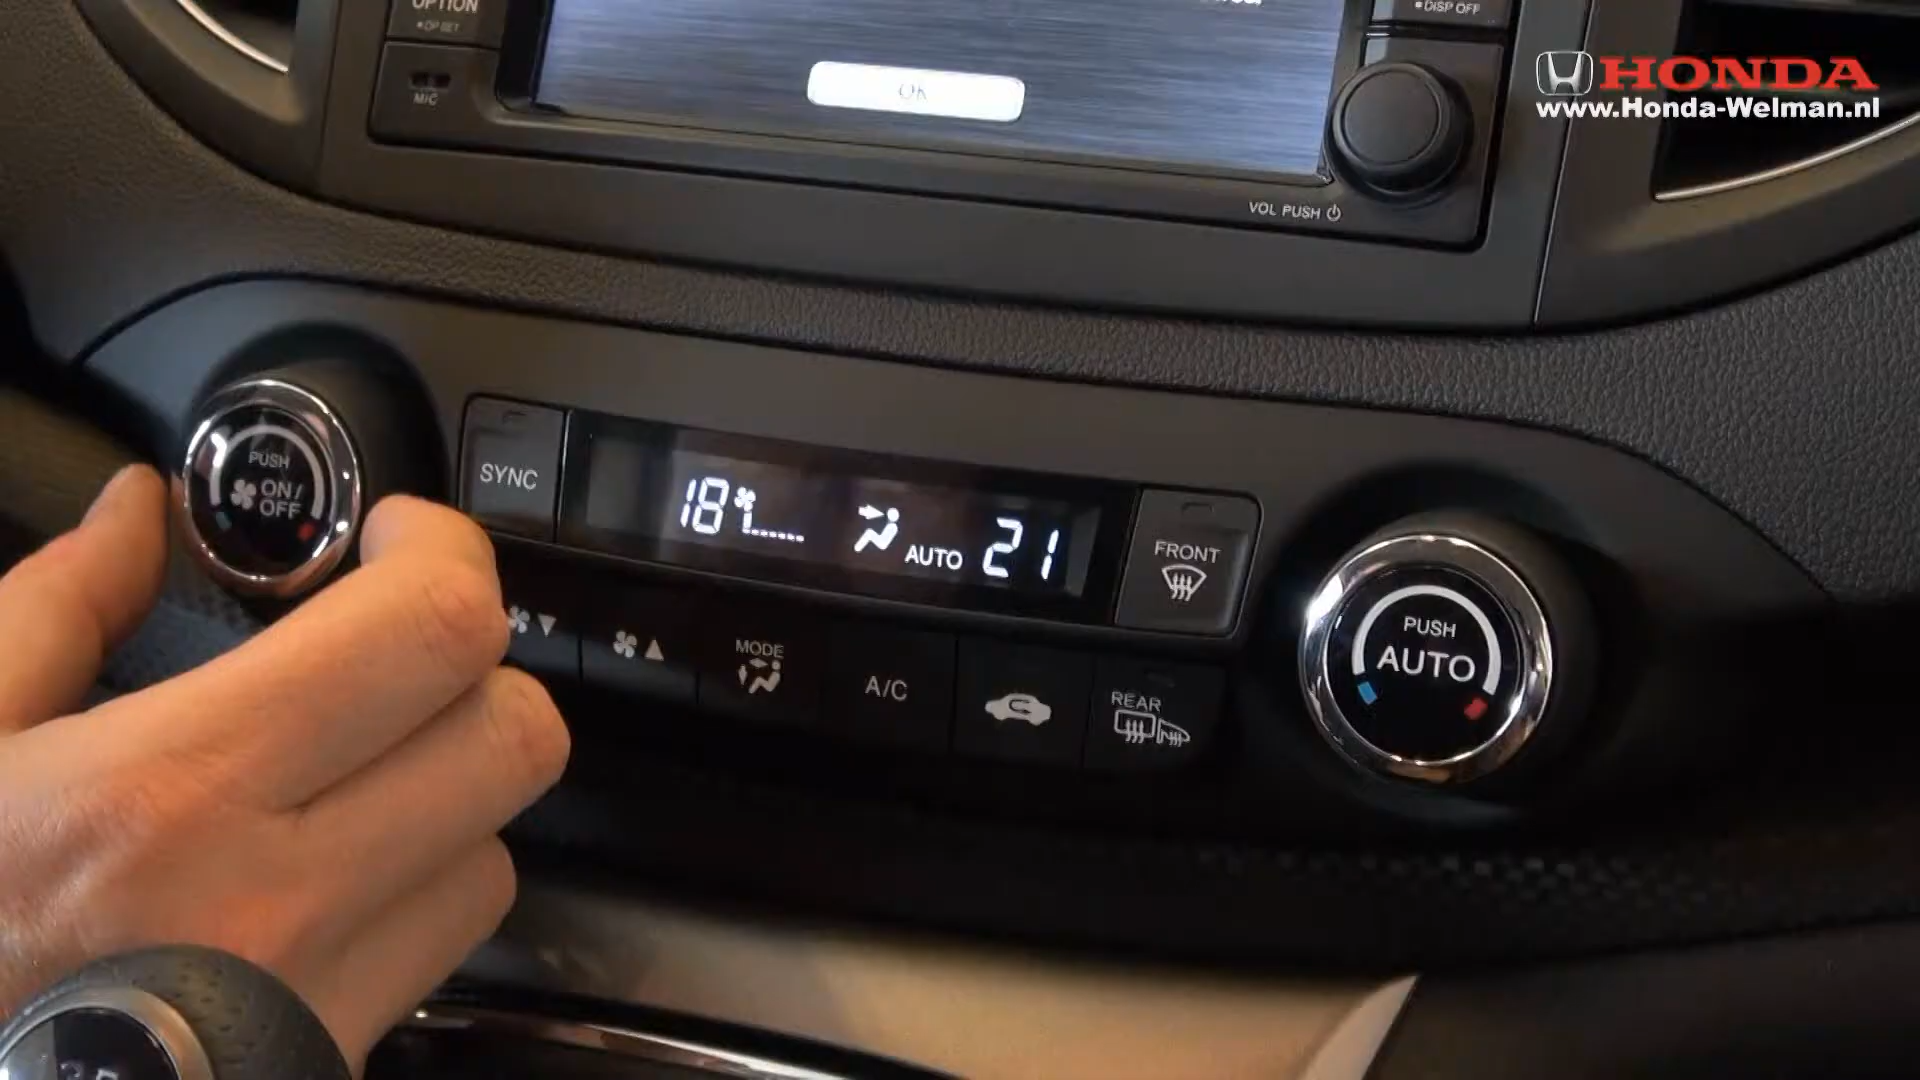 OPTION
DISP OFF
MIC
OK
HONDA
www.Honda-Welman.nl
VOL PUSH
PUSH
ON/
OFF
SYNC
18
AUTO
21
FRONT
PUSH
AUTO
MODE
A/C
REAR